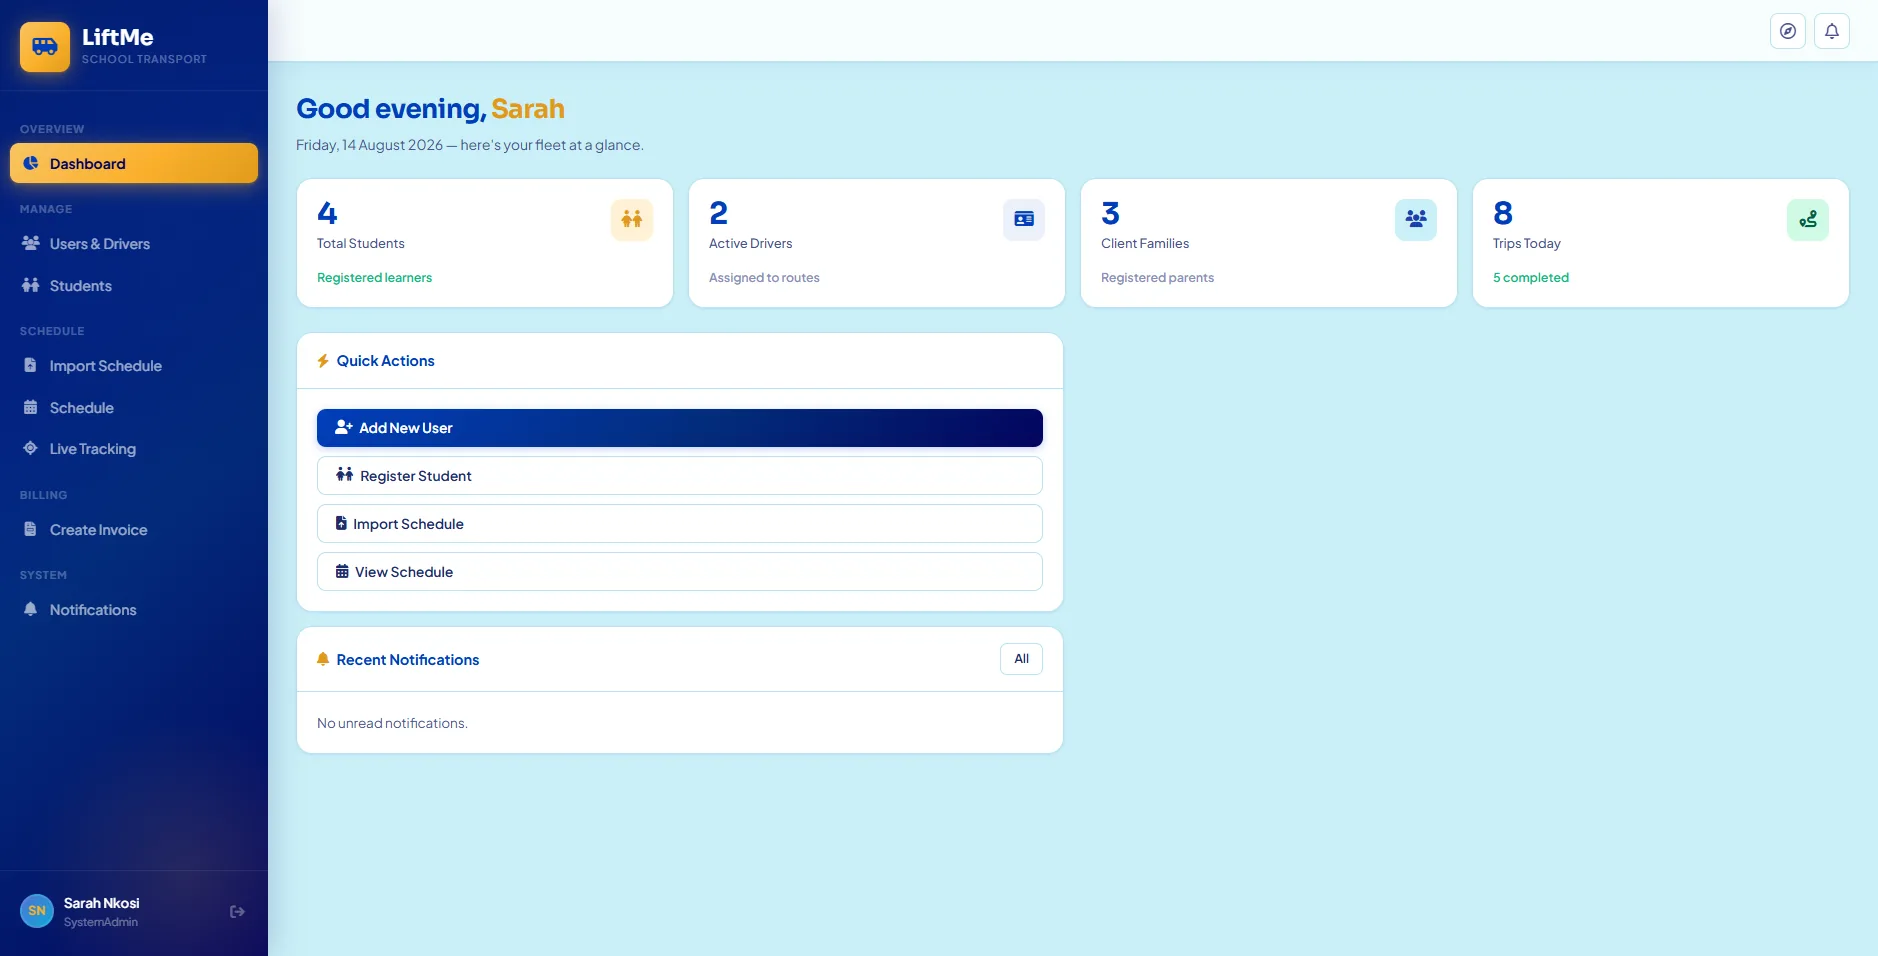 LiftMe
SCHOOL TRANSPORT
OVERVIEW
Dashboard
MANAGE
Users & Drivers
Students
SCHEDULE
Import Schedule
Schedule
Live Tracking
BILLING
Create Invoice
SYSTEM
Notifications
SN
Sarah Nkosi
SystemAdmin
Good evening, Sarah
Friday, 14 August 2026 — here's your fleet at a glance.
4
Total Students
Registered learners
2
Active Drivers
Assigned to routes
3
Client Families
Registered parents
8
Trips Today
5 completed
Quick Actions
Add New User
Register Student
Import Schedule
View Schedule
Recent Notifications
All
No unread notifications.